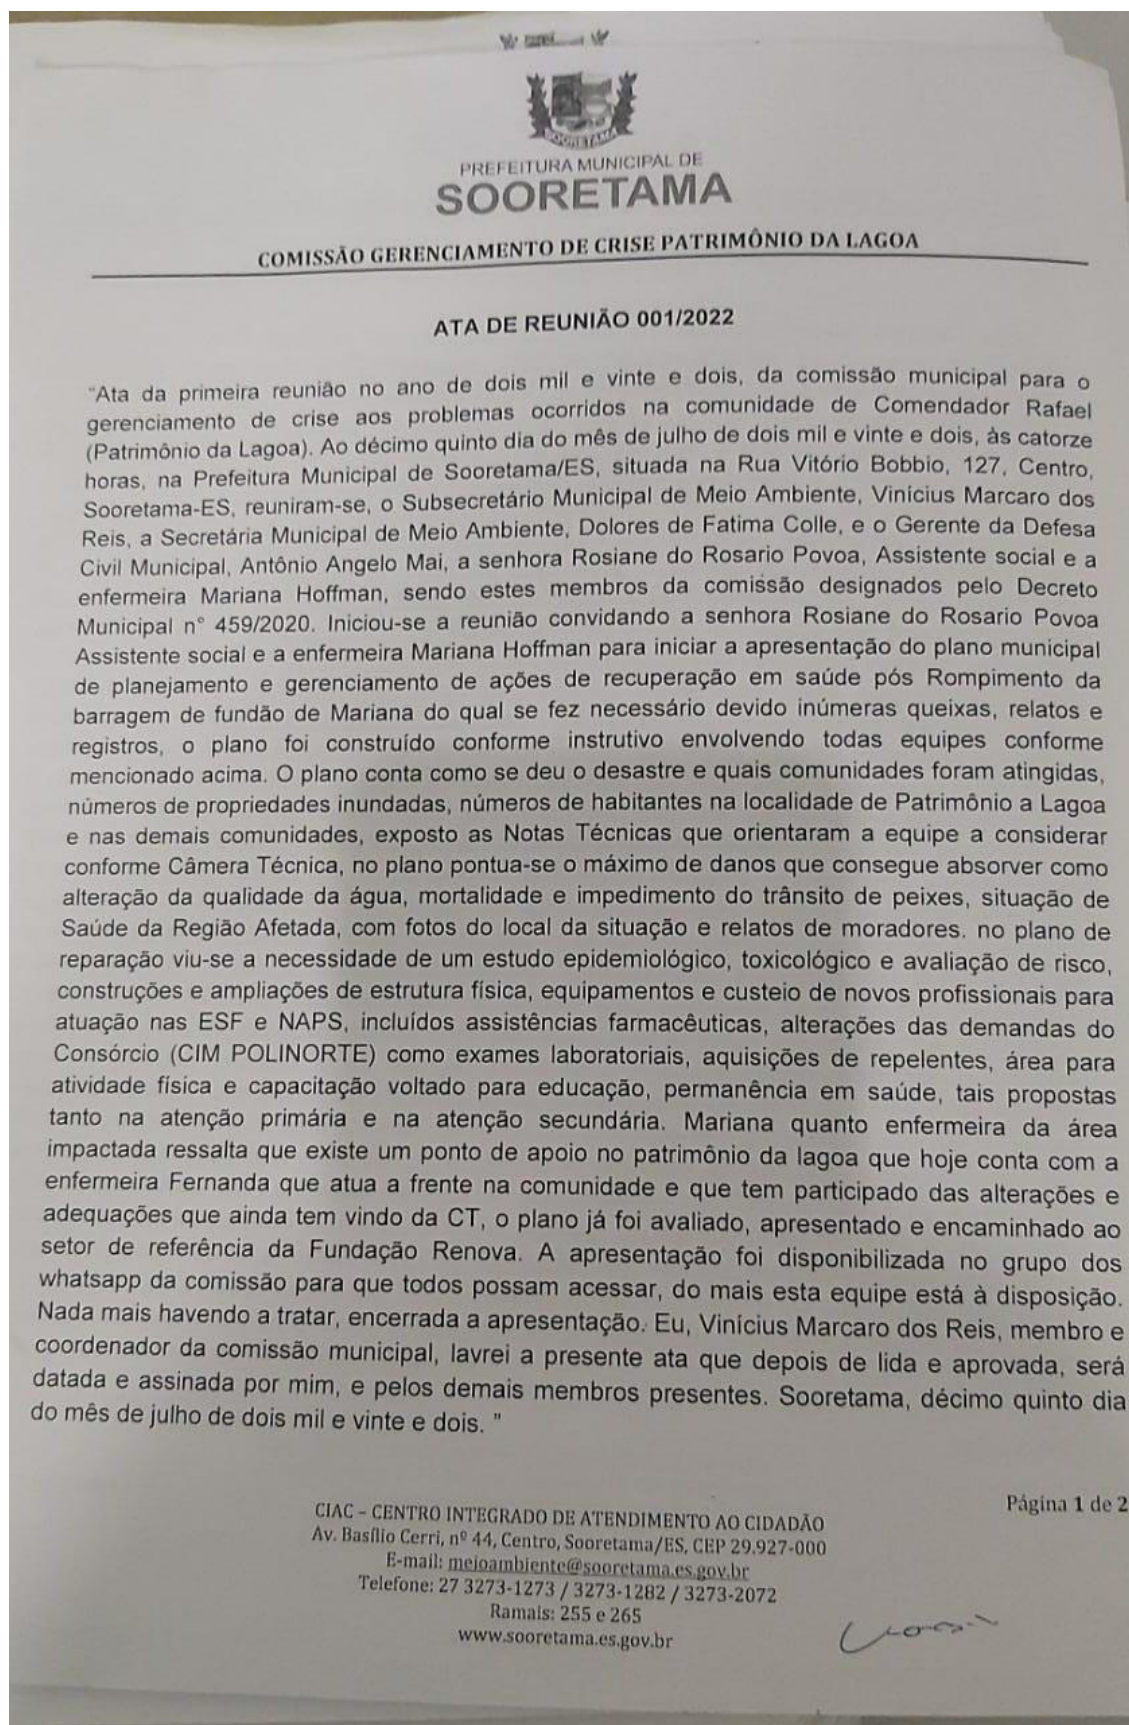 SOORETAMA
PREFEITURA MUNICIPAL DE
SOORETAMA
COMISSÃO GERENCIAMENTO DE CRISE PATRIMÔNIO DA LAGOA
ATA DE REUNIÃO 001/2022
“Ata da primeira reunião no ano de dois mil e vinte e dois, da comissão municipal para o
gerenciamento de crise aos problemas ocorridos na comunidade de Comendador Rafael
(Patrimônio da Lagoa). Ao décimo quinto dia do mês de julho de dois mil e vinte e dois, às catorze
horas, na Prefeitura Municipal de Sooretama/ES, situada na Rua Vitório Bobbio, 127, Centro,
Sooretama-ES, reuniram-se, o Subsecretário Municipal de Meio Ambiente, Vinícius Marcaro dos
Reis, a Secretária Municipal de Meio Ambiente, Dolores de Fatima Colle, e o Gerente da Defesa
Civil Municipal, Antônio Angelo Mai, a senhora Rosiane do Rosario Povoa, Assistente social e a
enfermeira Mariana Hoffman, sendo estes membros da comissão designados pelo Decreto
Municipal n° 459/2020. Iniciou-se a reunião convidando a senhora Rosiane do Rosario Povoa
Assistente social e a enfermeira Mariana Hoffman para iniciar a apresentação do plano municipal
de planejamento e gerenciamento de ações de recuperação em saúde pós Rompimento da
barragem de fundão de Mariana do qual se fez necessário devido inúmeras queixas, relatos e
registros, o plano foi construído conforme instrutivo envolvendo todas equipes conforme
mencionado acima. O plano conta como se deu o desastre e quais comunidades foram atingidas,
números de propriedades inundadas, números de habitantes na localidade de Patrimônio a Lagoa
e nas demais comunidades, exposto as Notas Técnicas que orientaram a equipe a considerar
conforme Câmera Técnica, no plano pontua-se o máximo de danos que consegue absorver como
alteração da qualidade da água, mortalidade e impedimento do trânsito de peixes, situação de
Saúde da Região Afetada, com fotos do local da situação e relatos de moradores. no plano de
reparação viu-se a necessidade de um estudo epidemiológico, toxicológico e avaliação de risco,
construções e ampliações de estrutura física, equipamentos e custeio de novos profissionais para
atuação nas ESF e NAPS, incluídos assistências farmacêuticas, alterações das demandas do
Consórcio (CIM POLINORTE) como exames laboratoriais, aquisições de repelentes, área para
atividade física e capacitação voltado para educação, permanência em saúde, tais propostas
tanto na atenção primária e na atenção secundária. Mariana quanto enfermeira da área
impactada ressalta que existe um ponto de apoio no patrimônio da lagoa que hoje conta com a
enfermeira Fernanda que atua a frente na comunidade e que tem participado das alterações e
adequações que ainda tem vindo da CT, o plano já foi avaliado, apresentado e encaminhado ao
setor de referência da Fundação Renova. A apresentação foi disponibilizada no grupo dos
whatsapp da comissão para que todos possam acessar, do mais esta equipe está à disposição.
Nada mais havendo a tratar, encerrada a apresentação. Eu, Vinícius Marcaro dos Reis, membro e
coordenador da comissão municipal, lavrei a presente ata que depois de lida e aprovada, será
datada e assinada por mim, e pelos demais membros presentes. Sooretama, décimo quinto dia
do mês de julho de dois mil e vinte e dois. ”
Página 1 de 2
CIAC – CENTRO INTEGRADO DE ATENDIMENTO AO CIDADÃO
Av. Basílio Cerri, nº 44, Centro, Sooretama/ES, CEP 29.927-000
E-mail: meioambiente@sooretama.es.gov.br
Telefone: 27 3273-1273 / 3273-1282 / 3273-2072
Ramais: 255 e 265
www.sooretama.es.gov.br